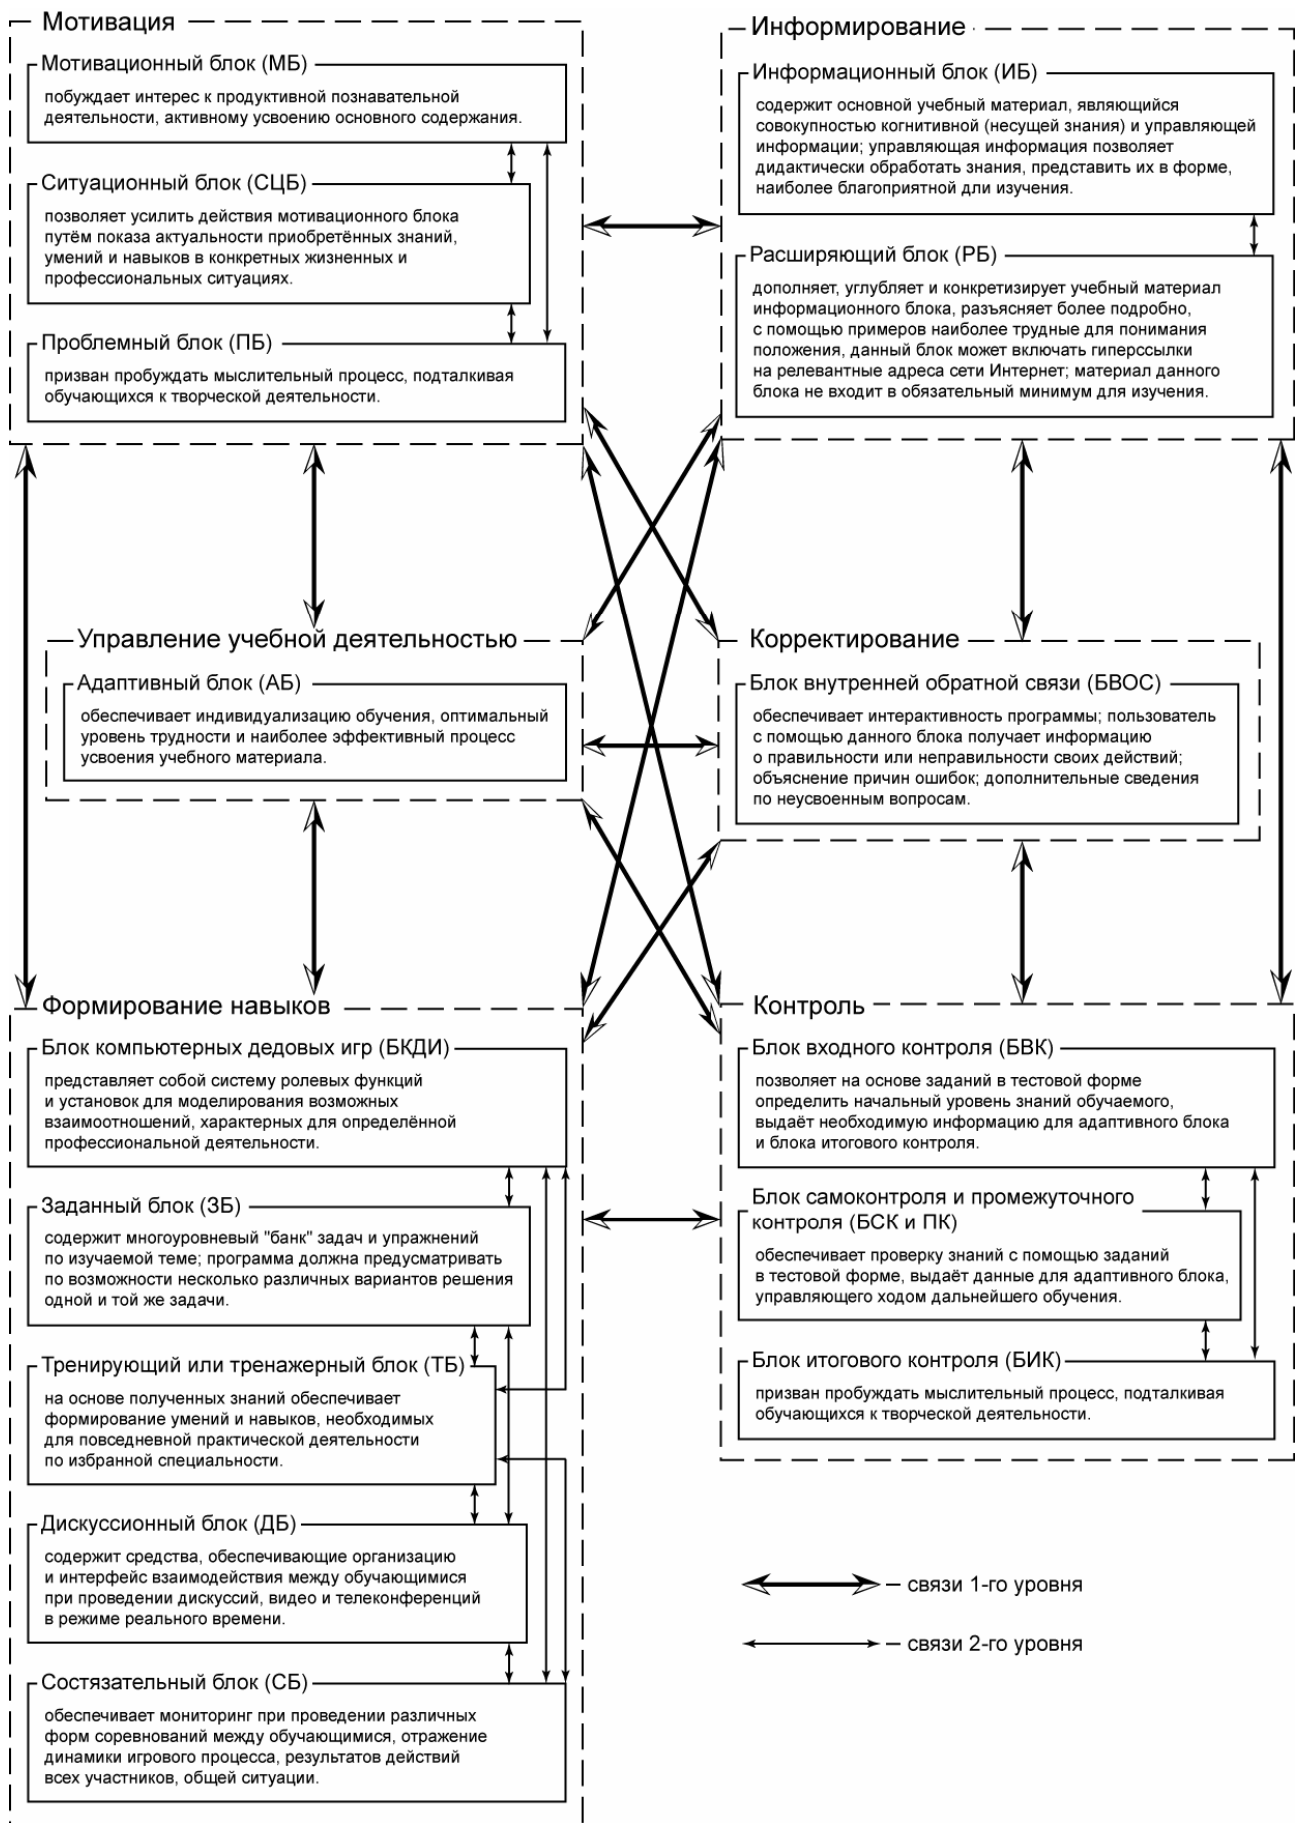 Мотивация
Мотивационный блок (МБ)
побуждает интерес к продуктивной познавательной
деятельности, активному усвоению основного содержания.
Ситуационный блок (СЦБ)
позволяет усилить действия мотивационного блока
путём показа актуальности приобретённых знаний,
умений и навыков в конкретных жизненных и
профессиональных ситуациях.
Проблемный блок (ПБ)
призван пробуждать мыслительный процесс, подталкивая
обучающихся к творческой деятельности.
Информирование
Информационный блок (ИБ)
содержит основной учебный материал, являющийся
совокупностью когнитивной (несущей знания) и управляющей
информации; управляющая информация позволяет
дидактически обработать знания, представить их в форме,
наиболее благоприятной дли изучения.
Расширяющий блок (РБ)
дополняет, углубляет и конкретизирует учебный материал
информационного блока, разъясняет более подробно,
с помощью примеров наиболее трудные для понимания
положения, данный блок может включать гиперссылки
на релевантные адреса сети Интернет; материал данного
блока не входит в обязательный минимум для изучения.
Управление учебной деятельностью
Адаптивный блок (АБ)
обеспечивает индивидуализацию обучения, оптимальный
уровень трудности и наиболее эффективный процесс
усвоения учебного материала.
Корректирование
Блок внутренней обратной связи (БВОС)
обеспечивает интерактивность программы; пользователь
с помощью данного блока получает информацию
о правильности или неправильности своих действий;
объяснение причин ошибок; дополнительные сведения
по неусвоенным вопросам.
Формирование навыков
Блок компьютерных дедовых игр (БКДИ)
представляет собой систему ролевых функций
и установок для моделирования возможных
взаимоотношений, характерных для определённой
профессиональной деятельности.
Заданный блок (ЗБ)
содержит многоуровневый "банк" задач и упражнений
по изучаемой теме; программа должна предусматривать
по возможности несколько различных вариантов решения
одной и той же задачи.
Тренирующий или тренажерный блок (ТБ)
на основе полученных знаний обеспечивает
формирование умений и навыков, необходимых
для повседневной практической деятельности
по избранной специальности.
Дискуссионный блок (ДБ)
содержит средства, обеспечивающие организацию
и интерфейс взаимодействия между обучающимися
при проведении дискуссий, видео и телеконференций
в режиме реального времени.
Состязательный блок (СБ)
обеспечивает мониторинг при проведении различных
форм соревнований между обучающимися, отражение
динамики игрового процесса, результатов действий
всех участников, общей ситуации.
Контроль
Блок входного контроля (БВК)
позволяет на основе заданий в тестовой форме
определить начальный уровень знаний обучаемого,
выдаёт необходимую информацию для адаптивного блока
и блока итогового контроля.
Блок самоконтроля и промежуточного
контроля (БСК и ПК)
обеспечивает проверку знаний с помощью заданий
в тестовой форме, выдаёт данные для адаптивного блока,
управляющего ходом дальнейшего обучения.
Блок итогового контроля (БИК)
призван пробуждать мыслительный процесс, подталкивая
обучающихся к творческой деятельности.
– связи 1-го уровня
– связи 2-го уровня